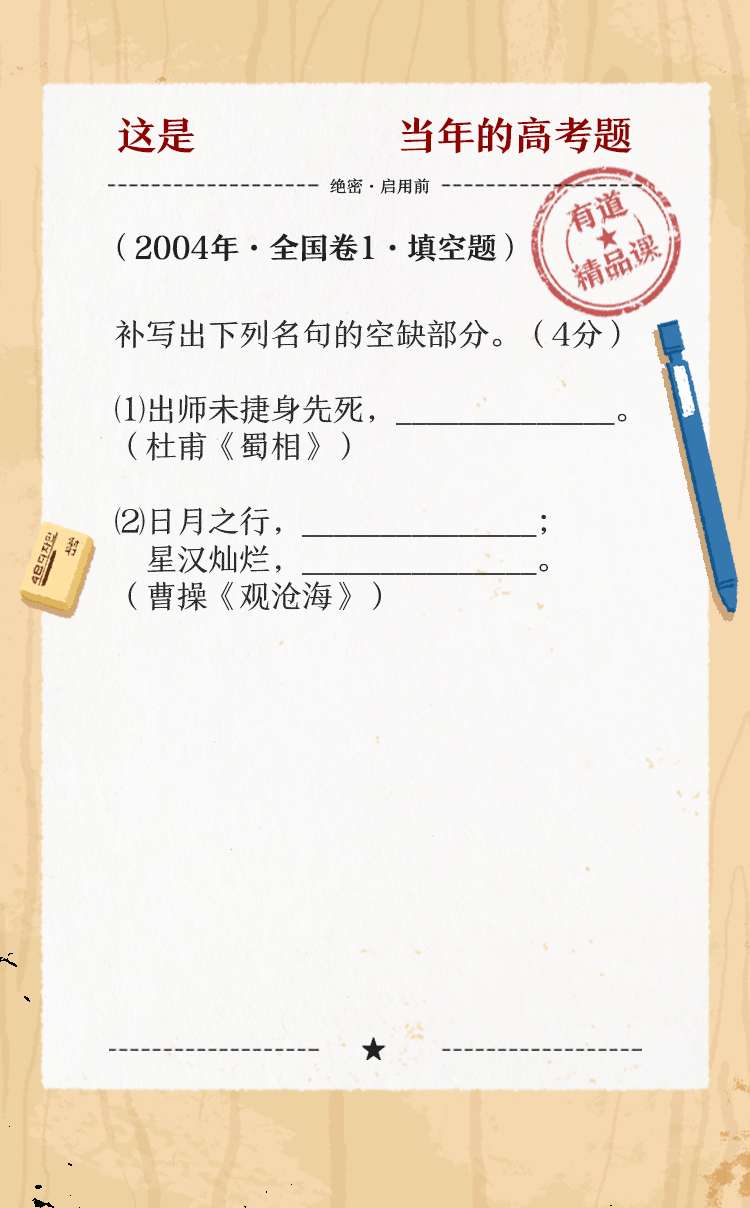 这是 当年的高考题
绝密·启用前
有道
精品课
（2004年·全国卷1·填空题）
补写出下列名句的空缺部分。（4分）
⑴出师未捷身先死，______________。
（杜甫《蜀相》）
⑵日月之行，_______________；
星汉灿烂，_______________。
（曹操《观沧海》）